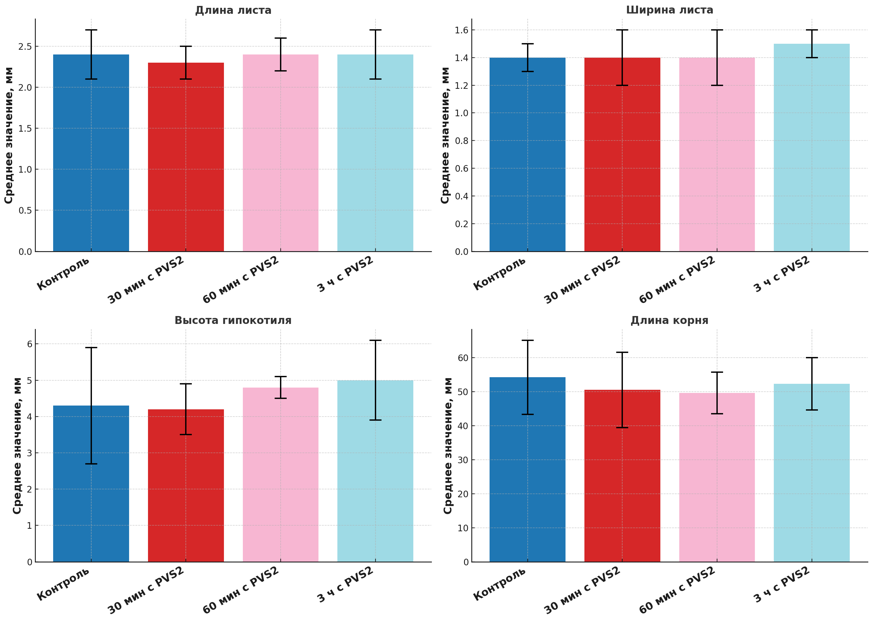 Длина листа
Среднее значение, мм
2.5
2.0
1.5
1.0
0.5
0.0
Контроль
30 мин с PVS2
60 мин с PVS2
3 ч с PVS2
Ширина листа
Среднее значение, мм
1.6
1.4
1.2
1.0
0.8
0.6
0.4
0.2
0.0
Контроль
30 мин с PVS2
60 мин с PVS2
3 ч с PVS2
Высота гипокотиля
Среднее значение, мм
6
5
4
3
2
1
0
Контроль
30 мин с PVS2
60 мин с PVS2
3 ч с PVS2
Длина корня
Среднее значение, мм
60
50
40
30
20
10
0
Контроль
30 мин с PVS2
60 мин с PVS2
3 ч с PVS2